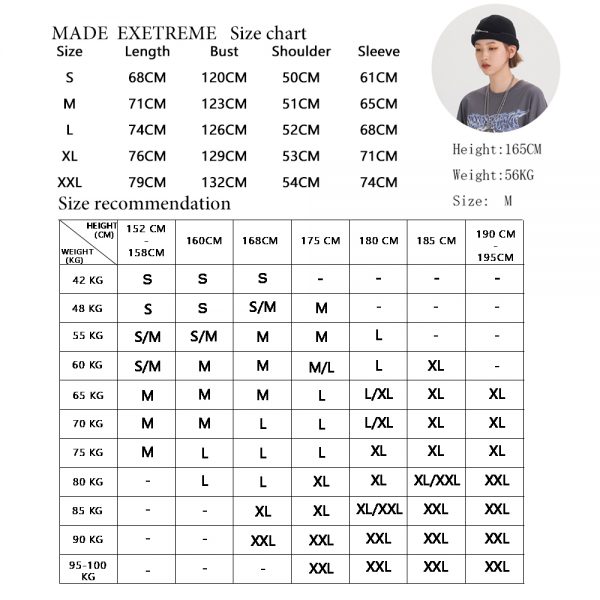 MADE EXETREME Size chart
Size Length Bust Shoulder Sleeve
S 68CM 120CM 50CM 61CM
M 71CM 123CM 51CM 65CM
L 74CM 126CM 52CM 68CM
XL 76CM 129CM 53CM 71CM
XXL 79CM 132CM 54CM 74CM
Height:165CM
Weight:56KG
Size: M
Size recommendation
HEIGHT (CM) WEIGHT (KG) 152 CM - 158CM 160CM 168CM 175 CM 180 CM 185 CM 190 CM - 195CM
42 KG S S S - - - -
48 KG S S S/M M - - -
55 KG S/M S/M M M L - -
60 KG S/M M M M/L L XL -
65 KG M M M L L/XL XL XL
70 KG M M L L L/XL XL XL
75 KG M L L L XL XL XL
80 KG - L L XL XL XL/XXL XXL
85 KG - - XL XL XL/XXL XXL XXL
90 KG - - XXL XXL XXL XXL XXL
95-100 KG - - - XXL XXL XXL XXL